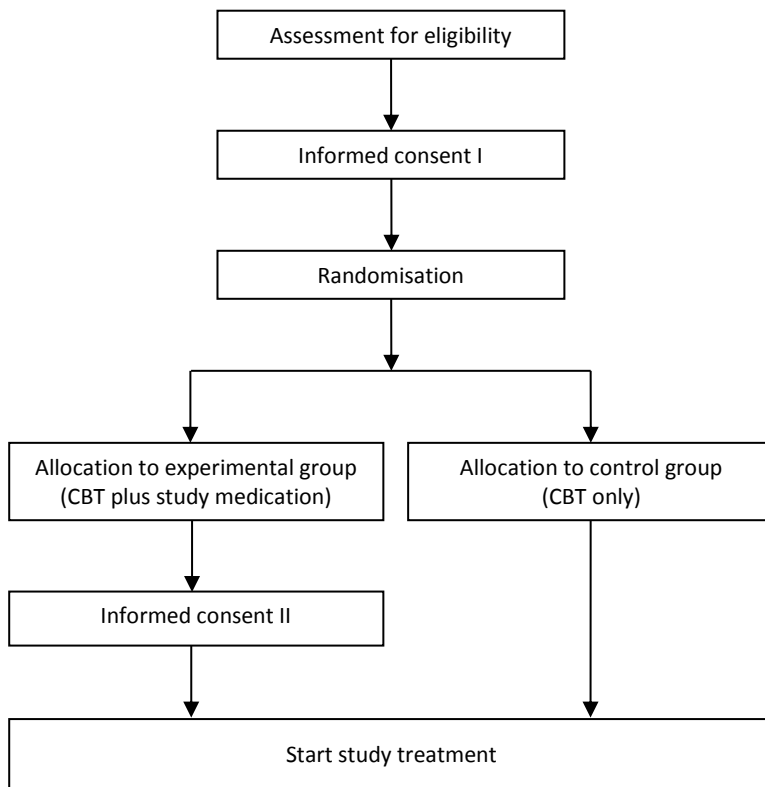 Assessment for eligibility
Informed consent I
Randomisation
Allocation to experimental group
(CBT plus study medication)
Allocation to control group
(CBT only)
Informed consent II
Start study treatment